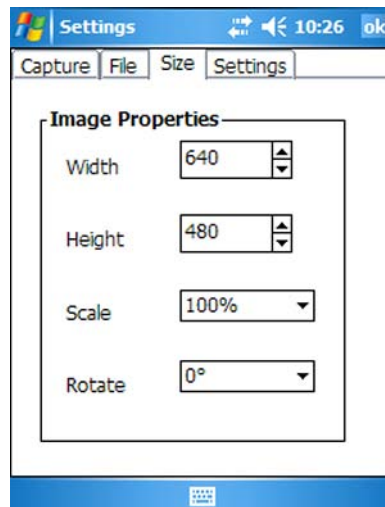 Settings 10:26 ok
Capture File Size Settings
Image Properties
Width 640
Height 480
Scale 100%
Rotate 0°